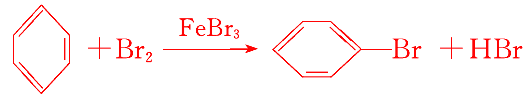 FeBr₃
+Br₂ → —Br +HBr